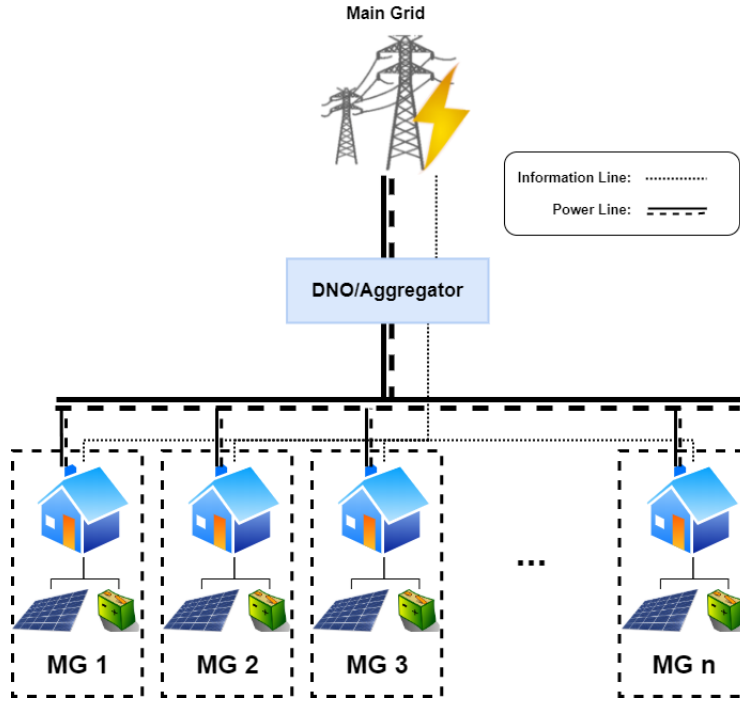 Main Grid
Information Line:
Power Line:
DNO/Aggregator
...
MG 1
MG 2
MG 3
MG n